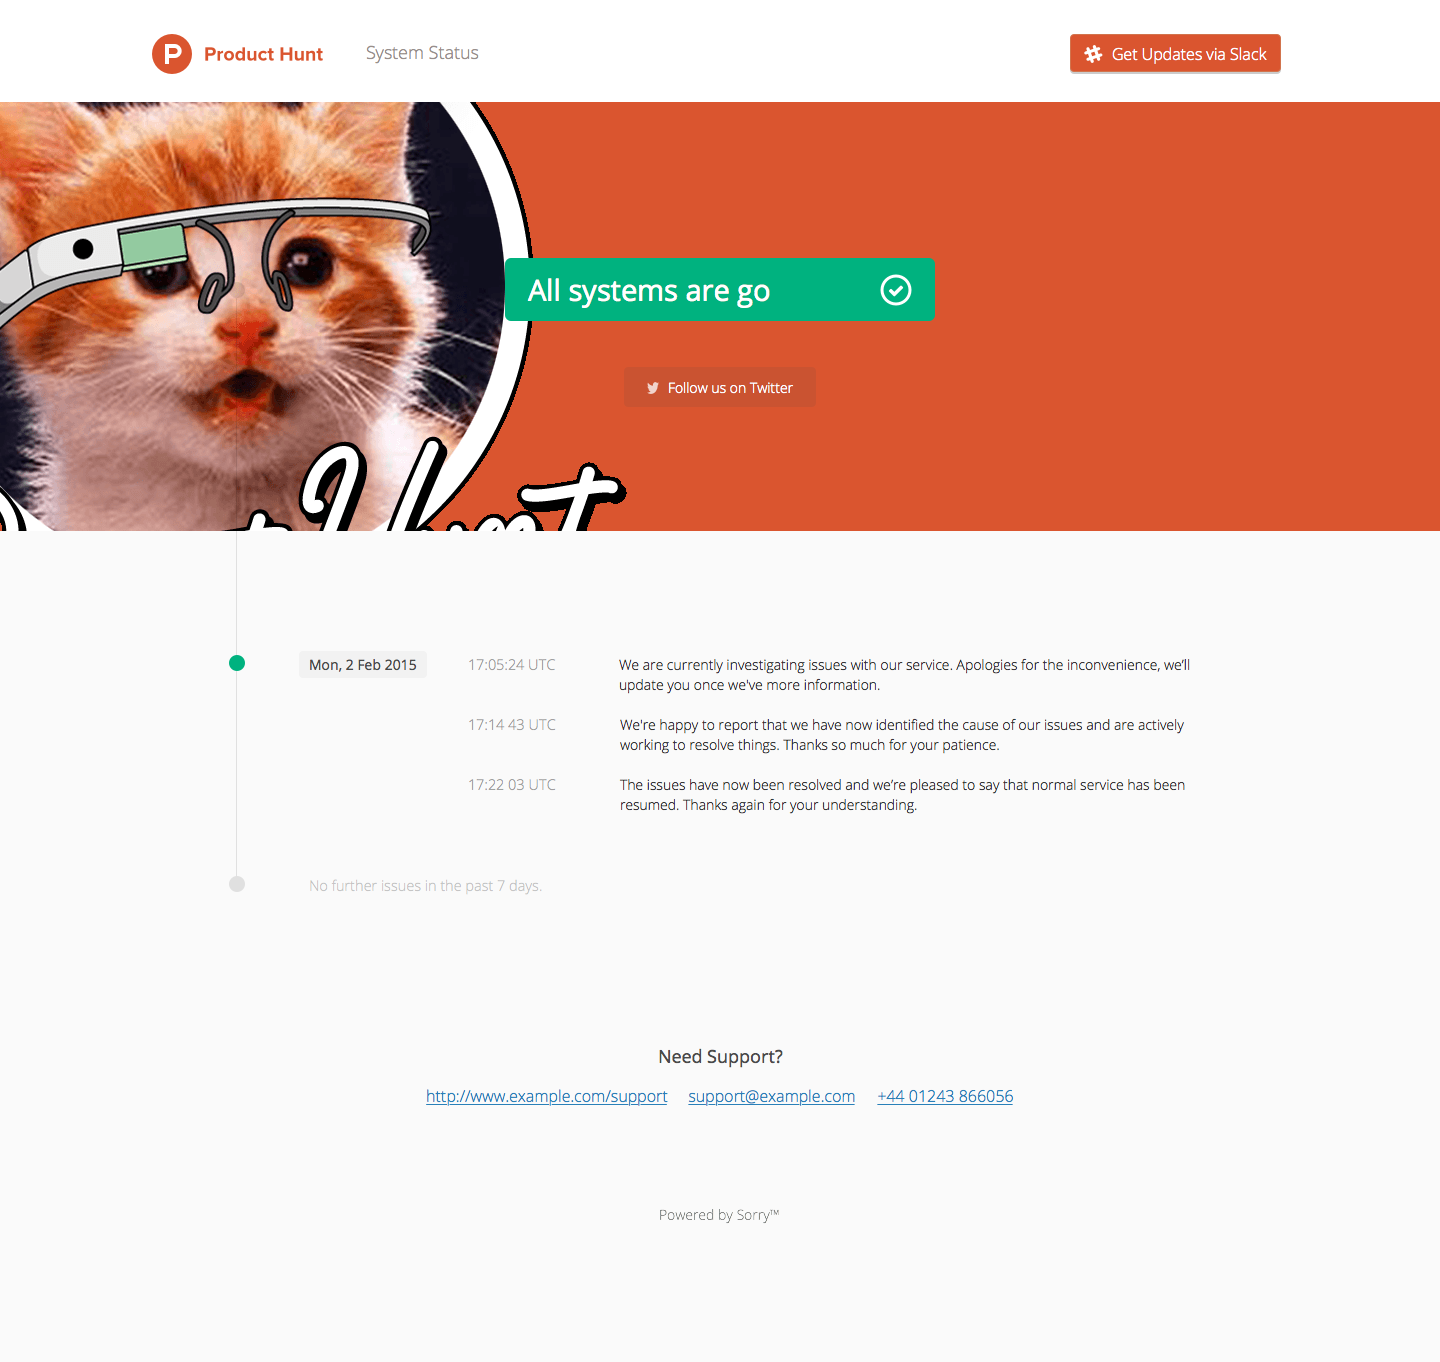 P Product Hunt System Status Get Updates via Slack
All systems are go
Follow us on Twitter
Hunt
Mon, 2 Feb 2015 17:05:24 UTC We are currently investigating issues with our service. Apologies for the inconvenience, we'll
update you once we've more information.
17:14 43 UTC We're happy to report that we have now identified the cause of our issues and are actively
working to resolve things. Thanks so much for your patience.
17:22 03 UTC The issues have now been resolved and we're pleased to say that normal service has been
resumed. Thanks again for your understanding.
No further issues in the past 7 days.
Need Support?
http://www.example.com/support support@example.com +44 01243 866056
Powered by Sorry™